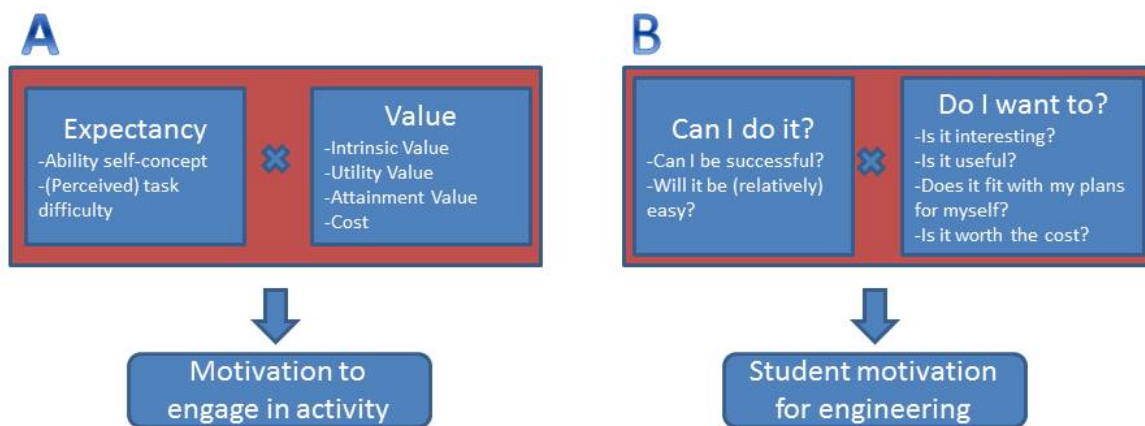 A
Expectancy
-Ability self-concept
-(Perceived) task
difficulty
Value
-Intrinsic Value
-Utility Value
-Attainment Value
-Cost
Motivation to
engage in activity
B
Can I do it?
-Can I be successful?
-Will it be (relatively)
easy?
Do I want to?
-Is it interesting?
-Is it useful?
-Does it fit with my plans
for myself?
-Is it worth the cost?
Student motivation
for engineering